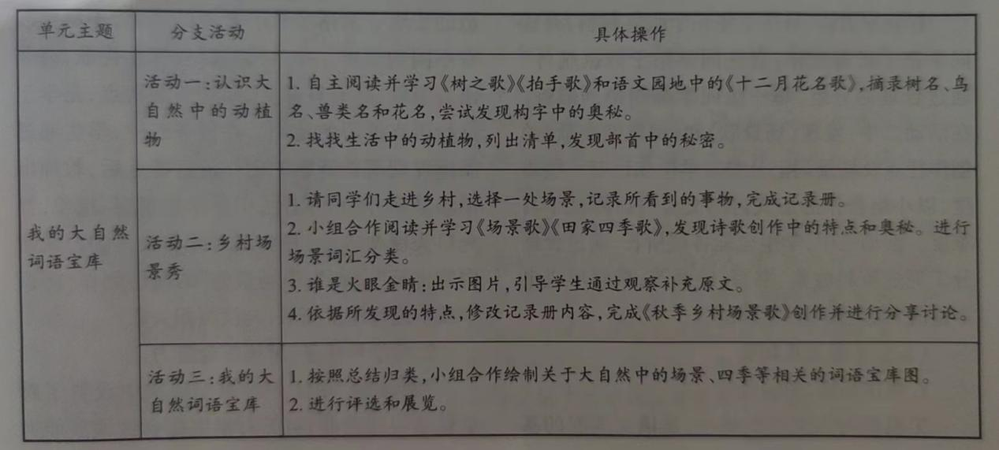 单元主题 分支活动 具体操作
我的大自然
词语宝库
活动一:认识大
自然中的动植
物
1. 自主阅读并学习《树之歌》《拍手歌》和语文园地中的《十二月花名歌》,摘录树名、鸟
名、兽类名和花名,尝试发现构字中的奥秘。
2. 找找生活中的动植物,列出清单,发现部首中的秘密。
活动二:乡村场
景秀
1. 请同学们走进乡村,选择一处场景,记录所看到的事物,完成记录册。
2. 小组合作阅读并学习《场景歌》《田家四季歌》,发现诗歌创作中的特点和奥秘。进行
场景词汇分类。
3. 谁是火眼金睛:出示图片,引导学生通过观察补充原文。
4. 依据所发现的特点,修改记录册内容,完成《秋季乡村场景歌》创作并进行分享讨论。
活动三:我的大
自然词语宝库
1. 按照总结归类,小组合作绘制关于大自然中的场景、四季等相关的词语宝库图。
2. 进行评选和展览。